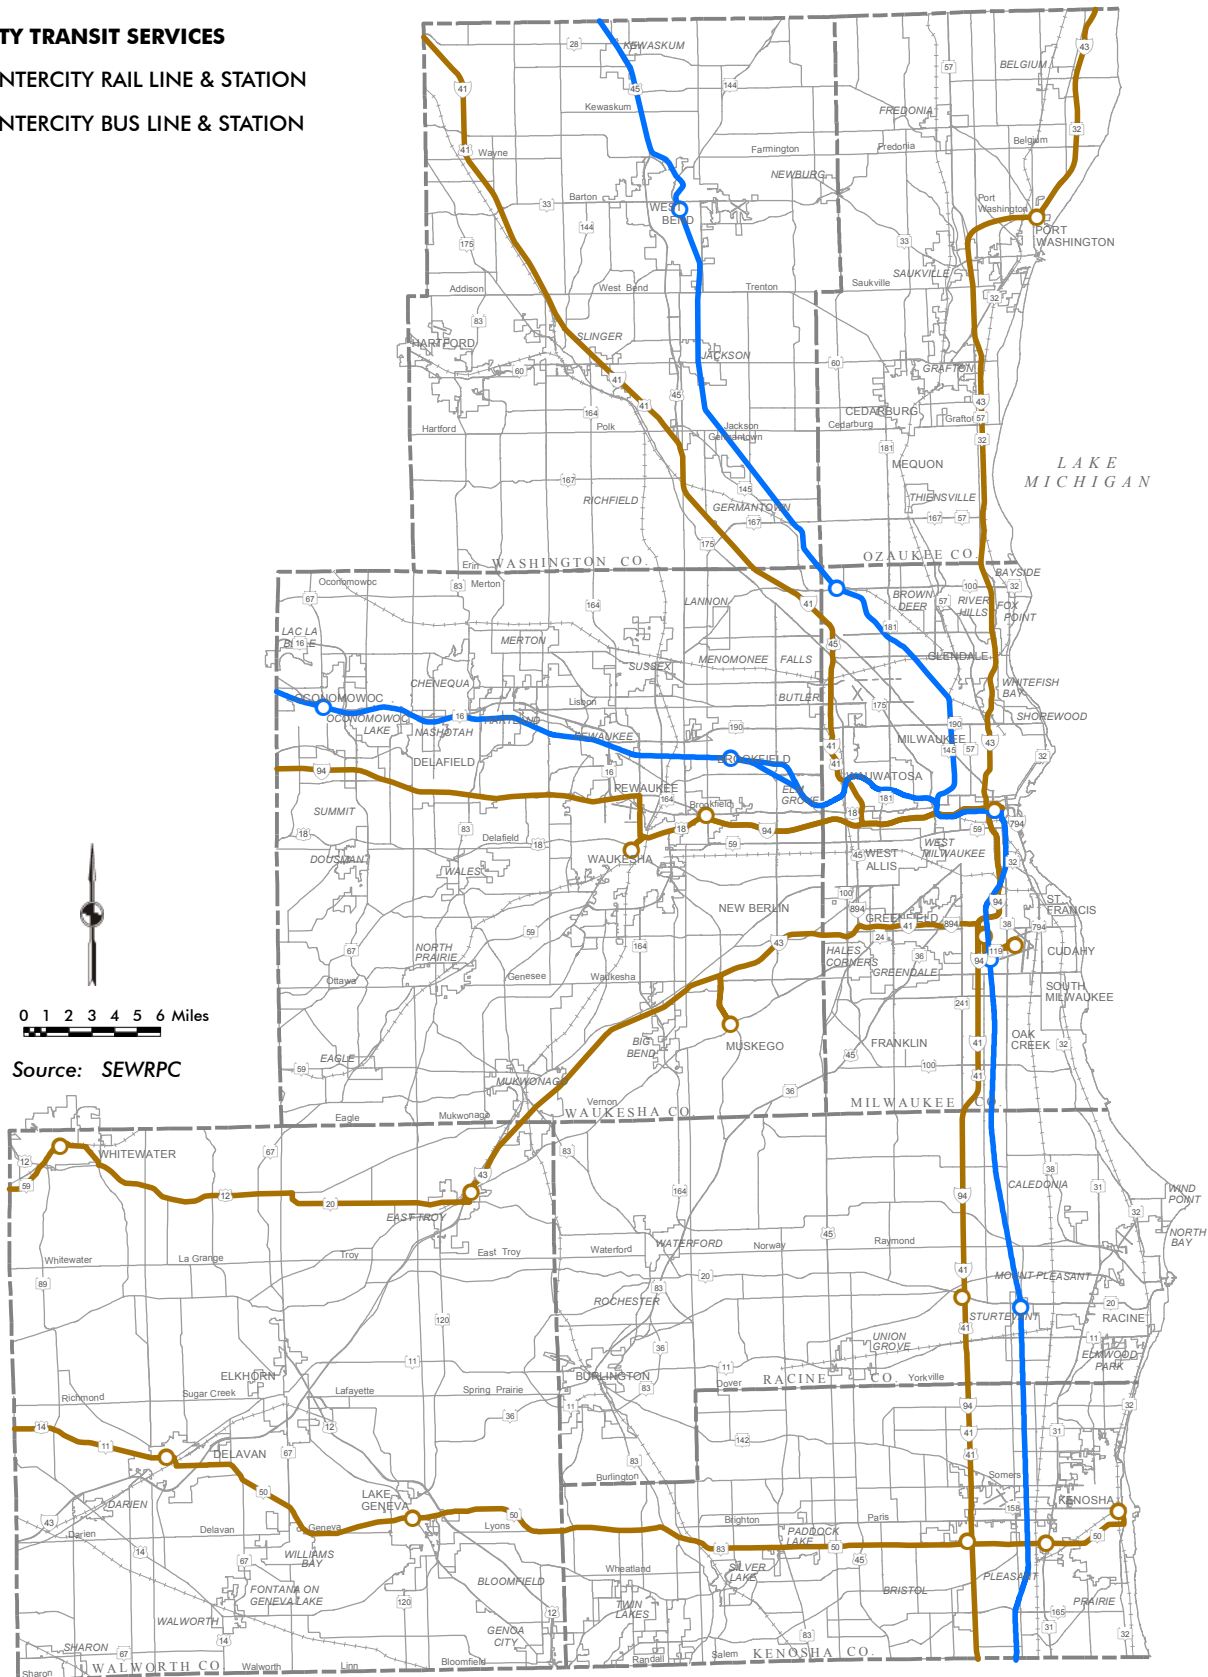 TY TRANSIT SERVICES
NTERCITY RAIL LINE & STATION
NTERCITY BUS LINE & STATION
KEWASKUM
Kewaskum
BELGIUM
Belgium
FREDONIA
Fredonia
Wayne
Farmington
NEWBURG
Barton
WEST
BEND
Port
Washington
PORT
WASHINGTON
SAUKVILLE
Saukville
Addison
West Bend
Trenton
HARTFORD
SLINGER
JACKSON
GRAFTON
CEDARBURG
Cedarburg
Hartford
Polk
Jackson
Germantown
MEQUON
LAKE
MICHIGAN
RICHFIELD
GERMANTOWN
THIENSVILLE
Erin
WASHINGTON CO.
OZAUKEE CO.
BAYSIDE
Oconomowoc
Merton
LANNON
BROWN
DEER
RIVER
HILLS
FOX
POINT
LAC LA
MERTON
SUSSEX
MENOMONEE FALLS
GLENDALE
CHENEQUA
BUTLER
WHITEFISH
BAY
OCONOMOWOC
Lisbon
OCONOMOWOC
LAKE
NASHOTAH
HARTLAND
PEWAUKEE
SHOREWOOD
MILWAUKEE
DELAFIELD
BROOKFIELD
WAUWATOSA
PEWAUKEE
ELM
GROVE
SUMMIT
Brookfield
Delafield
DOUSMAN
WALES
WAUKESHA
WEST
ALLIS
WEST
MILWAUKEE
NEW BERLIN
GREENFIELD
ST.
FRANCIS
NORTH
PRAIRIE
HALES
CORNERS
GREENDALE
CUDAHY
Ottawa
Genesee
Waukesha
SOUTH
MILWAUKEE
0 1 2 3 4 5 6 Miles
Source: SEWRPC
EAGLE
BIG
BEND
MUSKEGO
FRANKLIN
OAK
CREEK
MUKWONAGO
Vernon
Eagle
Mukwonago
WAUKESHA CO.
MILWAUKEE CO.
WHITEWATER
CALEDONIA
WIND
POINT
NORTH
BAY
EAST TROY
Whitewater
La Grange
Troy
East Troy
Waterford
WATERFORD
Norway
Raymond
MOUNT PLEASANT
ROCHESTER
STURTEVANT
RACINE
UNION
GROVE
ELMWOOD
PARK
ELKHORN
BURLINGTON
Richmond
Sugar Creek
Lafayette
Spring Prairie
Dover
RACINE CO.
Yorkville
DELAVAN
Burlington
Somers
LAKE
GENEVA
KENOSHA
DARIEN
Darien
Delavan
Geneva
Lyons
Brighton
Paris
PADDOCK
LAKE
WILLIAMS
BAY
Wheatland
SILVER
LAKE
PLEASANT
PRAIRIE
BRISTOL
FONTANA ON
GENEVA LAKE
BLOOMFIELD
TWIN
LAKES
WALWORTH
GENOA
CITY
SHARON
Sharon
WALWORTH CO.
Walworth
Linn
Bloomfield
Randall
Salem
KENOSHA CO.